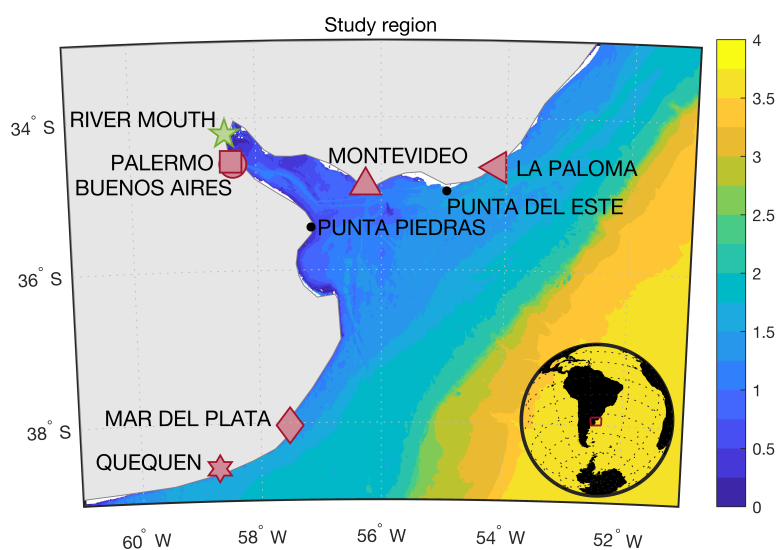 Study region
4
3.5
3
2.5
2
1.5
1
0.5
0
34° S
36° S
38° S
RIVER MOUTH
PALERMO
BUENOS AIRES
MONTEVIDEO
LA PALOMA
PUNTA DEL ESTE
PUNTA PIEDRAS
MAR DEL PLATA
QUEQUEN
60° W
58° W
56° W
54° W
52° W